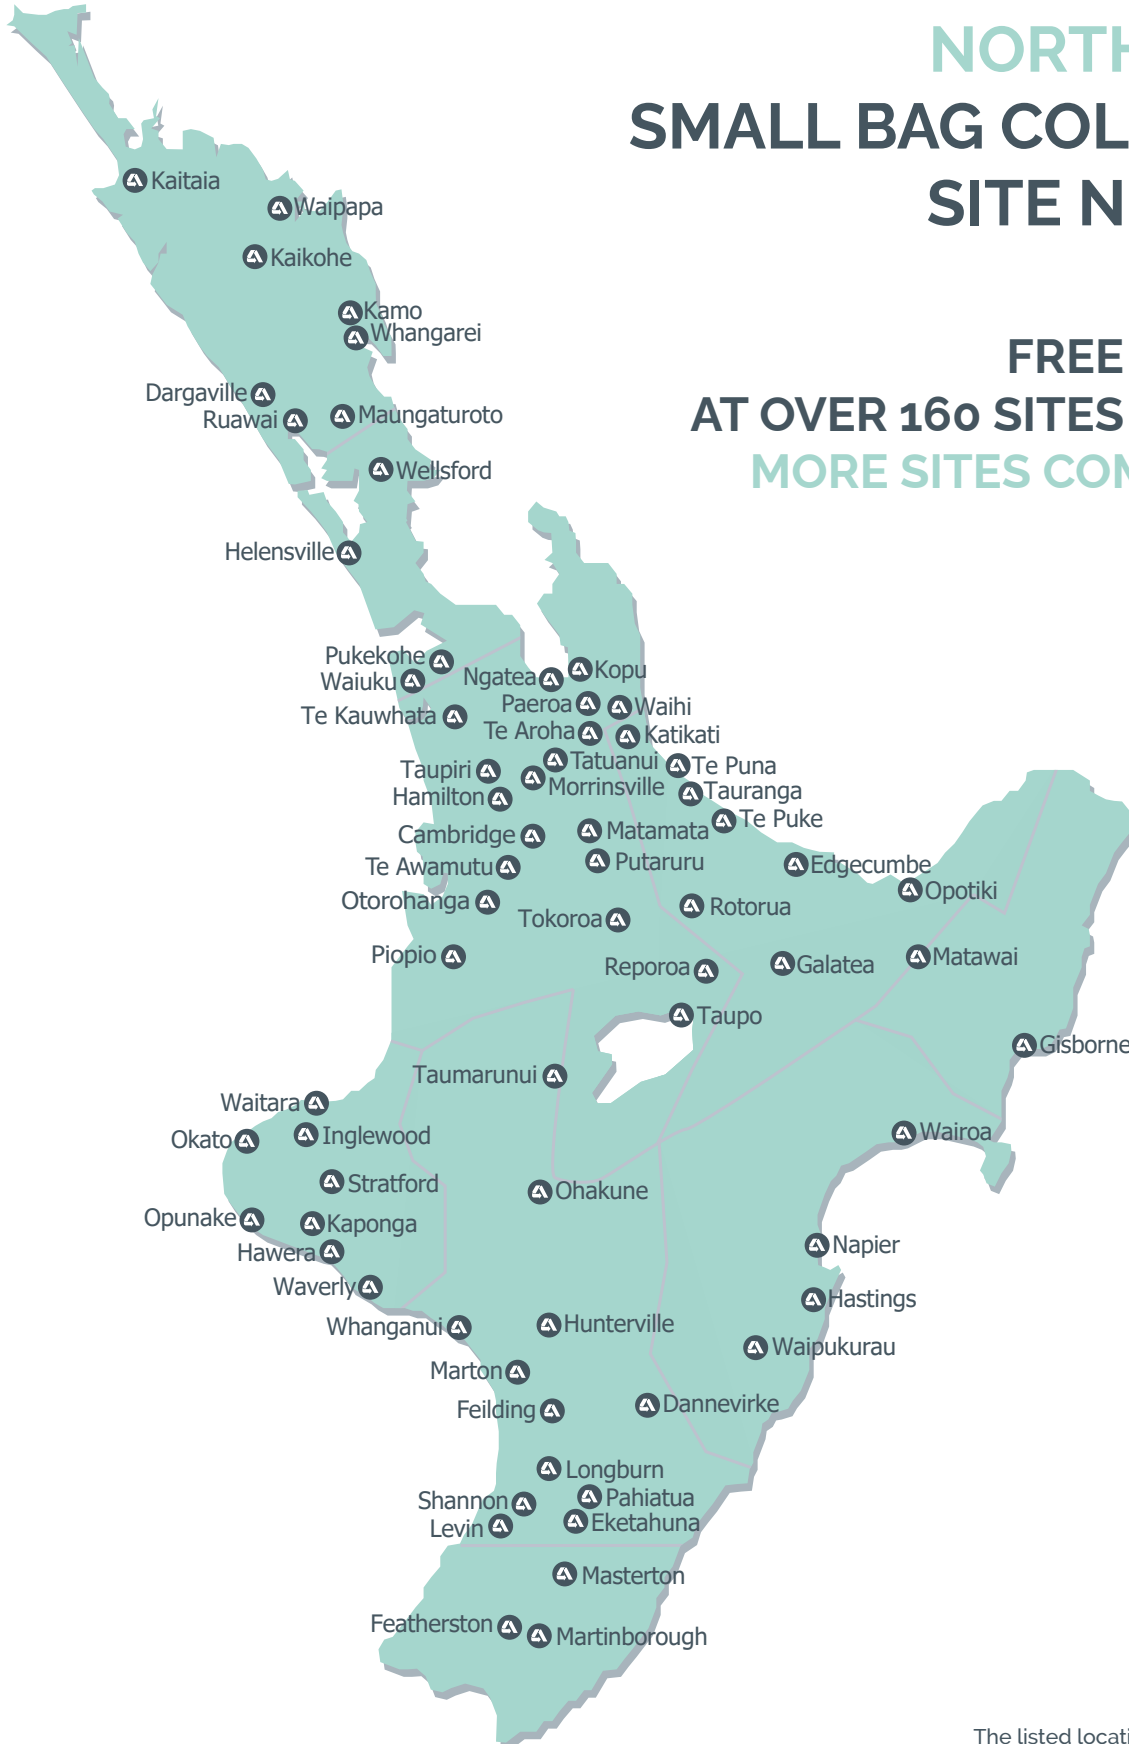 NORTH
SMALL BAG COL
SITE N
FREE
AT OVER 160 SITES
MORE SITES COM
Kaitaia
Waipapa
Kaikohe
Kamo
Whangarei
Dargaville
Ruawai
Maungaturoto
Wellsford
Helensville
Pukekohe
Waiuku
Ngatea
Kopu
Te Kauwhata
Paeroa
Waihi
Te Aroha
Katikati
Taupiri
Tatuanui
Te Puna
Hamilton
Morrinsville
Tauranga
Cambridge
Matamata
Te Puke
Te Awamutu
Putaruru
Edgecumbe
Otorohanga
Opotiki
Tokoroa
Rotorua
Piopio
Reporoa
Galatea
Matawai
Taupo
Gisborne
Taumarunui
Waitara
Okato
Inglewood
Wairoa
Stratford
Ohakune
Opunake
Kaponga
Hawera
Napier
Waverly
Hastings
Whanganui
Hunterville
Waipukurau
Marton
Feilding
Dannevirke
Longburn
Shannon
Pahiatua
Levin
Eketahuna
Masterton
Featherston
Martinborough
The listed locati